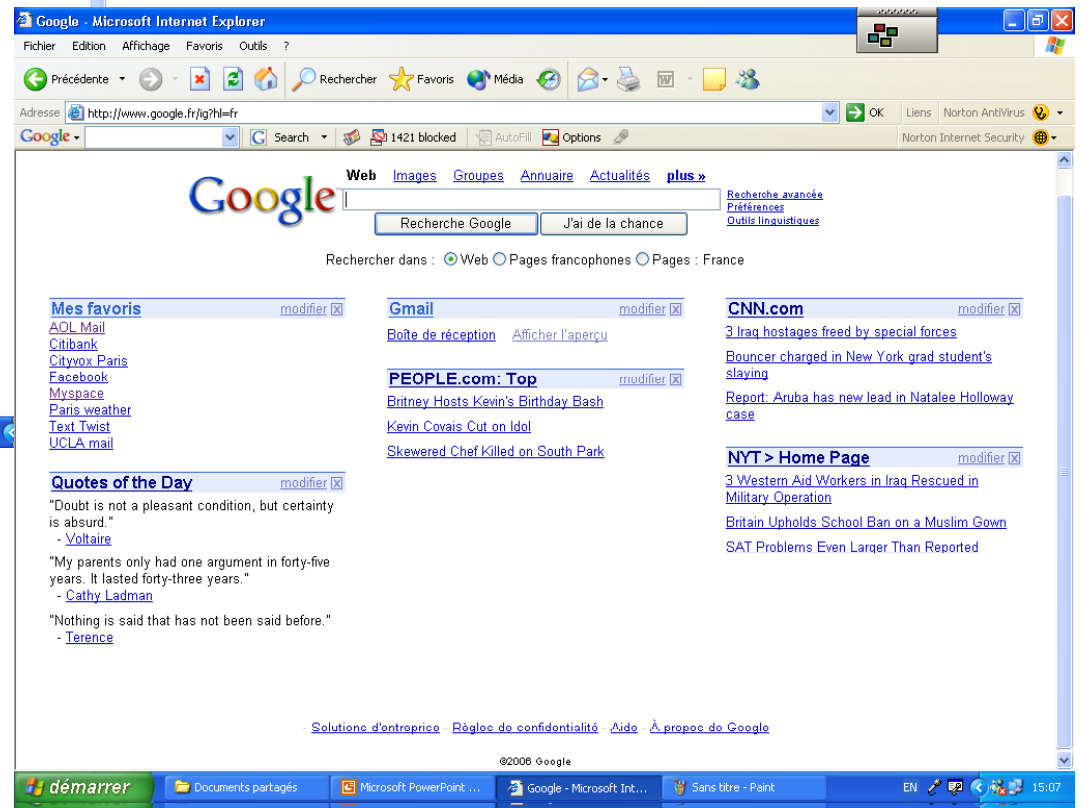 Google - Microsoft Internet Explorer
Fichier Edition Affichage Favoris Outils ?
Précédente Rechercher Favoris Média
Adresse http://www.google.fr/ig?hl=fr OK Liens Norton AntiVirus
Google Search 1421 blocked AutoFill Options Norton Internet Security
Web Images Groupes Annuaire Actualités plus »
Google
Recherche avancée
Préférences
Outils linguistiques
Recherche Google J'ai de la chance
Rechercher dans : Web Pages francophones Pages : France
Mes favoris modifier
AOL Mail
Citibank
Cityvox Paris
Facebook
Myspace
Paris weather
Text Twist
UCLA mail
Quotes of the Day modifier
"Doubt is not a pleasant condition, but certainty
is absurd."
- Voltaire
"My parents only had one argument in forty-five
years. It lasted forty-three years."
- Cathy Ladman
"Nothing is said that has not been said before."
- Terence
Gmail modifier
Boîte de réception Afficher l'aperçu
PEOPLE.com: Top modifier
Britney Hosts Kevin's Birthday Bash
Kevin Covais Cut on Idol
Skewered Chef Killed on South Park
CNN.com modifier
3 Iraq hostages freed by special forces
Bouncer charged in New York grad student's
slaying
Report: Aruba has new lead in Natalee Holloway
case
NYT > Home Page modifier
3 Western Aid Workers in Iraq Rescued in
Military Operation
Britain Upholds School Ban on a Muslim Gown
SAT Problems Even Larger Than Reported
- Solutions d'entreprise - Règles de confidentialité - Aide - À propos de Google
©2006 Google
démarrer Documents partagés Microsoft PowerPoint ... Google - Microsoft Int... Sans titre - Paint EN 15:07